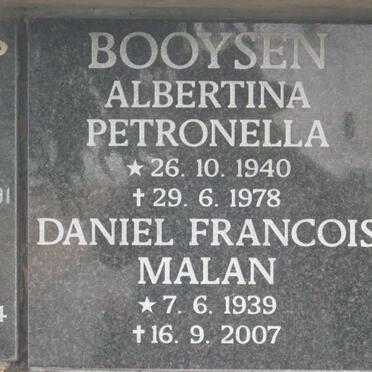 BOOYSEN
ALBERTINA
PETRONELLA
★ 26. 10. 1940
✝ 29. 6. 1978
DANIEL FRANCOIS
MALAN
★ 7. 6. 1939
✝ 16. 9. 2007